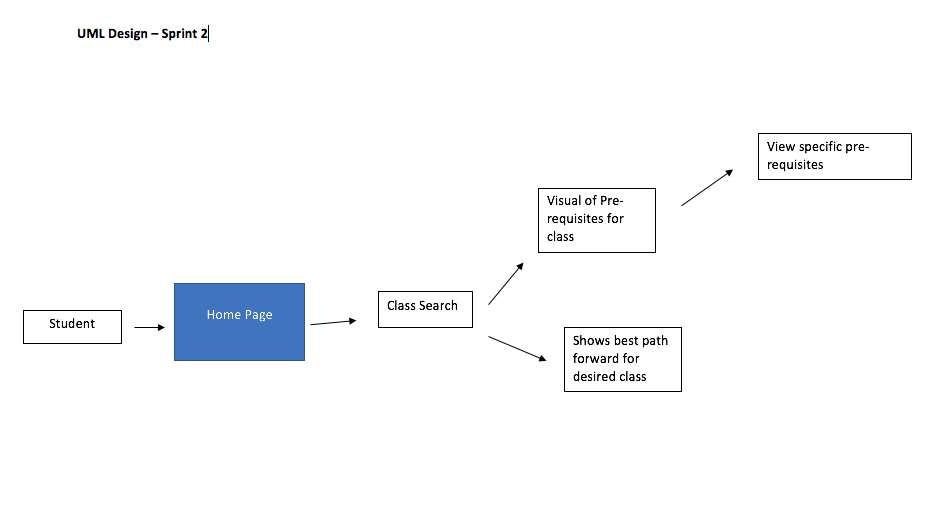 UML Design – Sprint 2
Student
Home Page
Class Search
Visual of Pre-
requisites for
class
View specific pre-
requisites
Shows best path
forward for
desired class